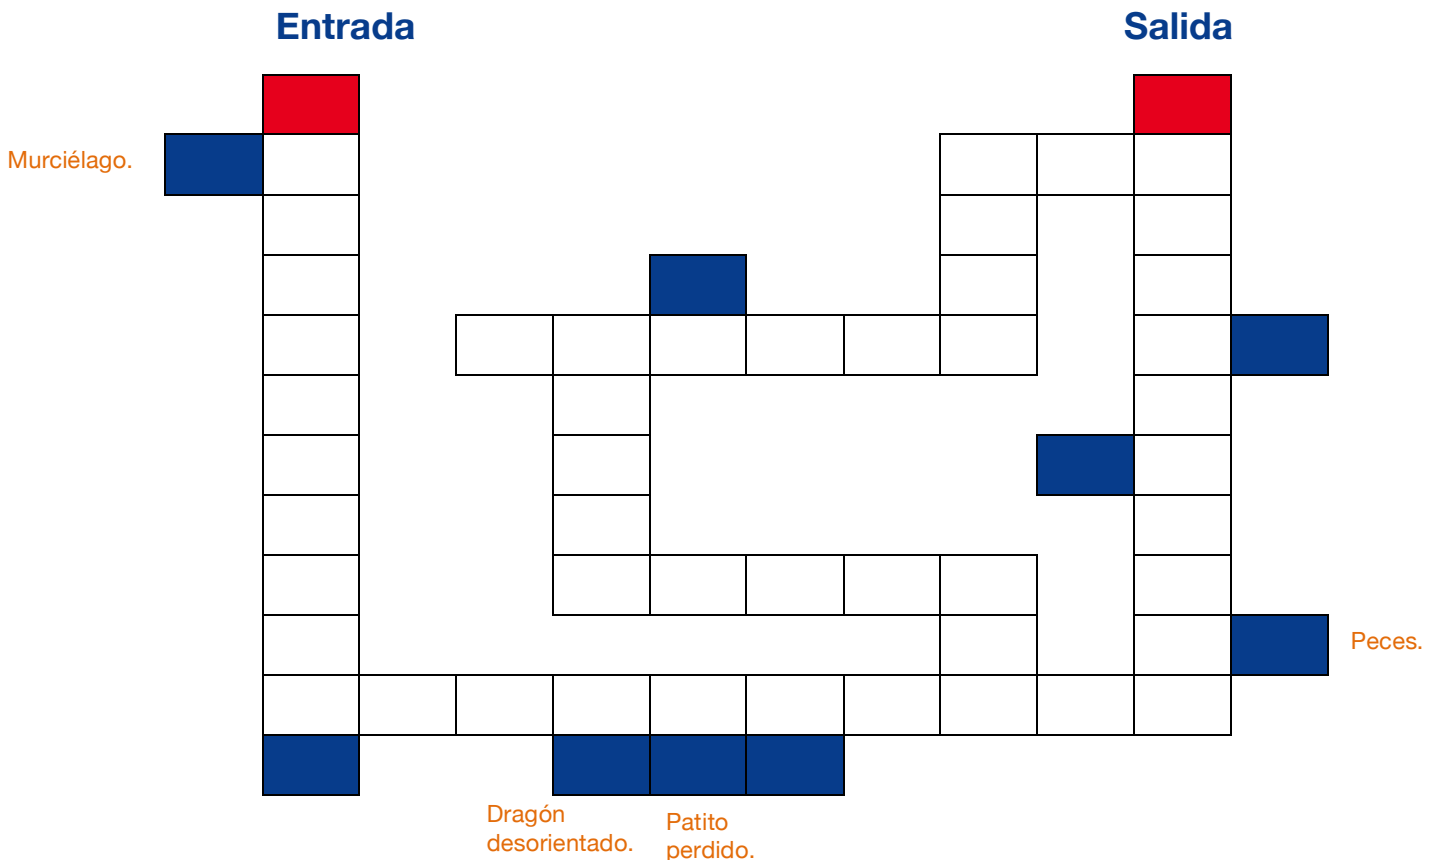 Entrada
Salida
Murciélago.
Peces.
Dragón
desorientado.
Patito
perdido.